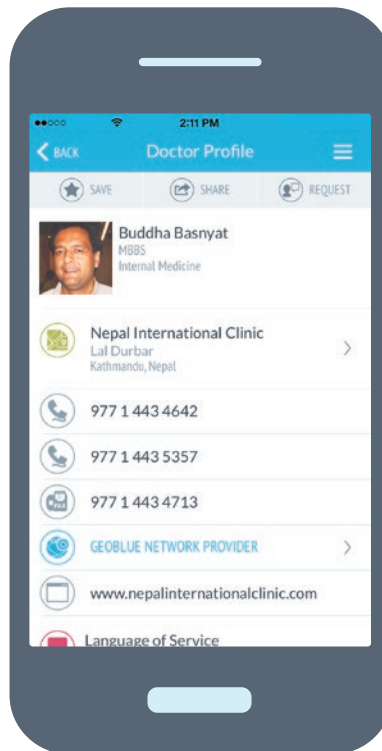 2:11 PM
BACK
Doctor Profile
SAVE
SHARE
REQUEST
Buddha Basnyat
MBBS
Internal Medicine
Nepal International Clinic
Lal Durbar
Kathmandu, Nepal
977 1 443 4642
977 1 443 5357
FAX
977 1 443 4713
GEOBLUE NETWORK PROVIDER
www.nepalinternationalclinic.com
Language of Service